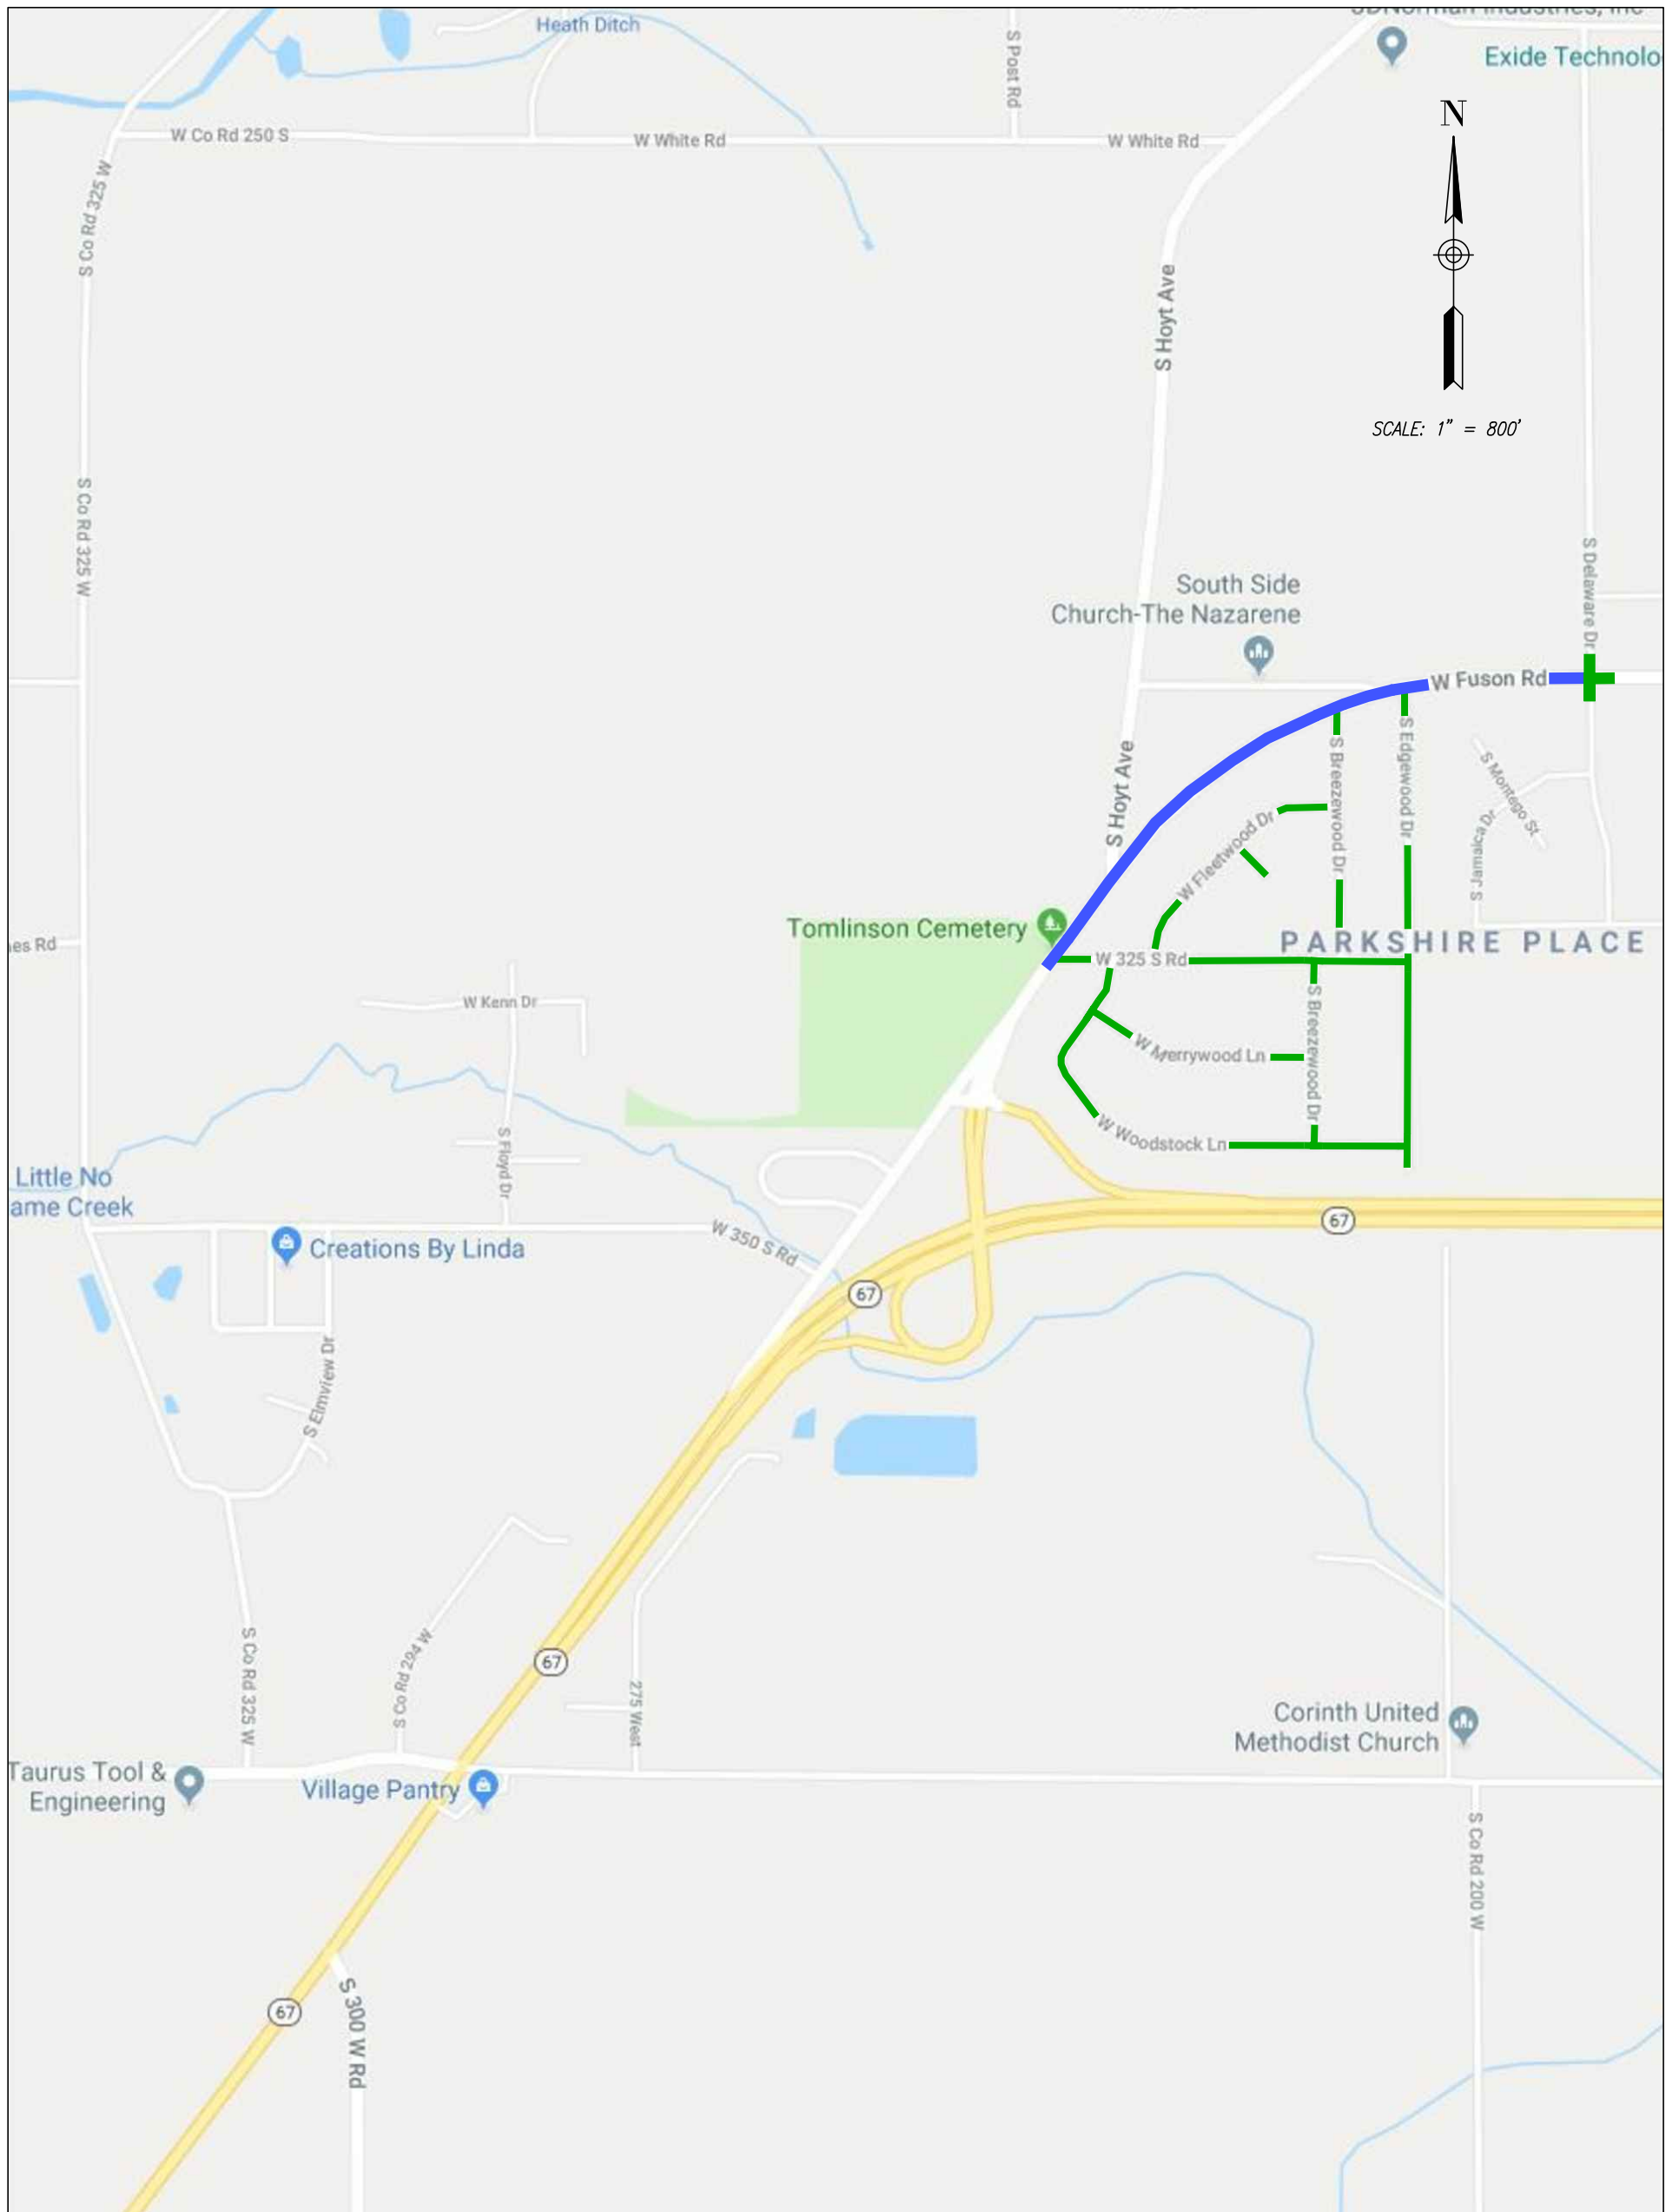 Heath Ditch
S Post Rd
Exide Technolo
N
W Co Rd 250 S
W White Rd
W White Rd
S Co Rd 325 W
S Hoyt Ave
SCALE: 1" = 800'
S Co Rd 325 W
S Delaware Dr
South Side
Church-The Nazarene
W Fuson Rd
S Hoyt Ave
S Breezewood Dr
S Edgewood Dr
S Montego St
S Jamaica Dr
W Fleetwood Dr
Tomlinson Cemetery
PARKSHIRE PLACE
es Rd
W 325 S Rd
W Kenn Dr
S Breezewood Dr
W Merrywood Ln
W Woodstock Ln
S Floyd Dr
Little No
ame Creek
W 350 S Rd
67
Creations By Linda
67
S Elmview Dr
S Co Rd 325 W
S Co Rd 294 W
67
275 West
Corinth United
Methodist Church
Taurus Tool &
Engineering
Village Pantry
S Co Rd 200 W
67
S 300 W Rd